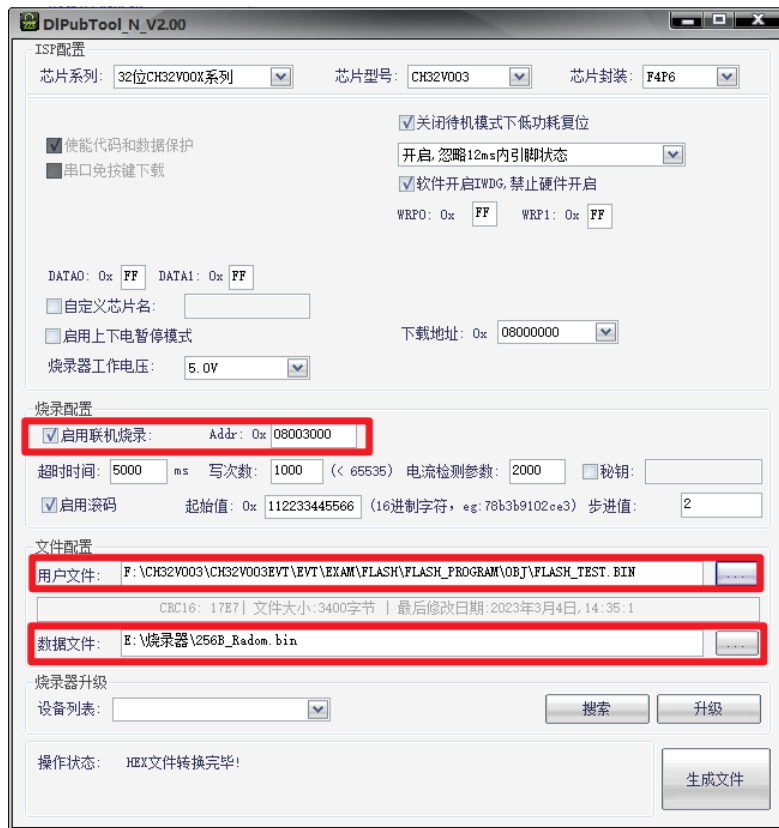 DlPubTool_N_V2.00
ISP配置
芯片系列: 32位CH32V00X系列 芯片型号: CH32V003 芯片封装: F4P6
关闭待机模式下低功耗复位
使能代码和数据保护
开启,忽略12ms内引脚状态
串口免按键下载
软件开启IWDG,禁止硬件开启
WRP0: 0x FF WRP1: 0x FF
DATA0: 0x FF DATA1: 0x FF
自定义芯片名:
启用上下电暂停模式 下载地址: 0x 08000000
烧录器工作电压: 5.0V
烧录配置
启用联机烧录: Addr: 0x 08003000
超时时间: 5000 ms 写次数: 1000 (< 65535) 电流检测参数: 2000 秘钥:
启用滚码 起始值: 0x 112233445566 (16进制字符, eg:78b3b9102ce3) 步进值: 2
文件配置
用户文件: F:\CH32V003\CH32V003EVT\EVT\EXAM\FLASH\FLASH_PROGRAM\OBJ\FLASH_TEST.BIN ...
CRC16: 17E7| 文件大小:3400字节 | 最后修改日期:2023年3月4日,14:35:1
数据文件: E:\烧录器\256B_Radom.bin ...
烧录器升级
设备列表: 搜索 升级
操作状态: HEX文件转换完毕!
生成文件